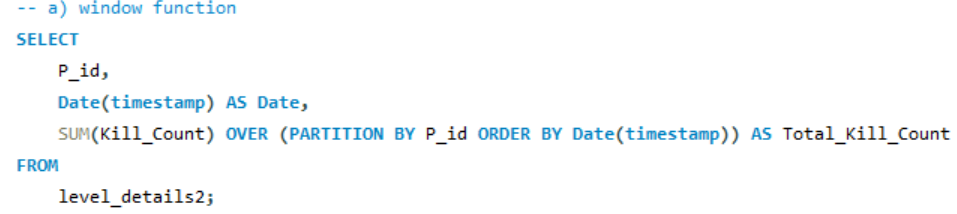 -- a) window function
SELECT
P_id,
Date(timestamp) AS Date,
SUM(Kill_Count) OVER (PARTITION BY P_id ORDER BY Date(timestamp)) AS Total_Kill_Count
FROM
level_details2;